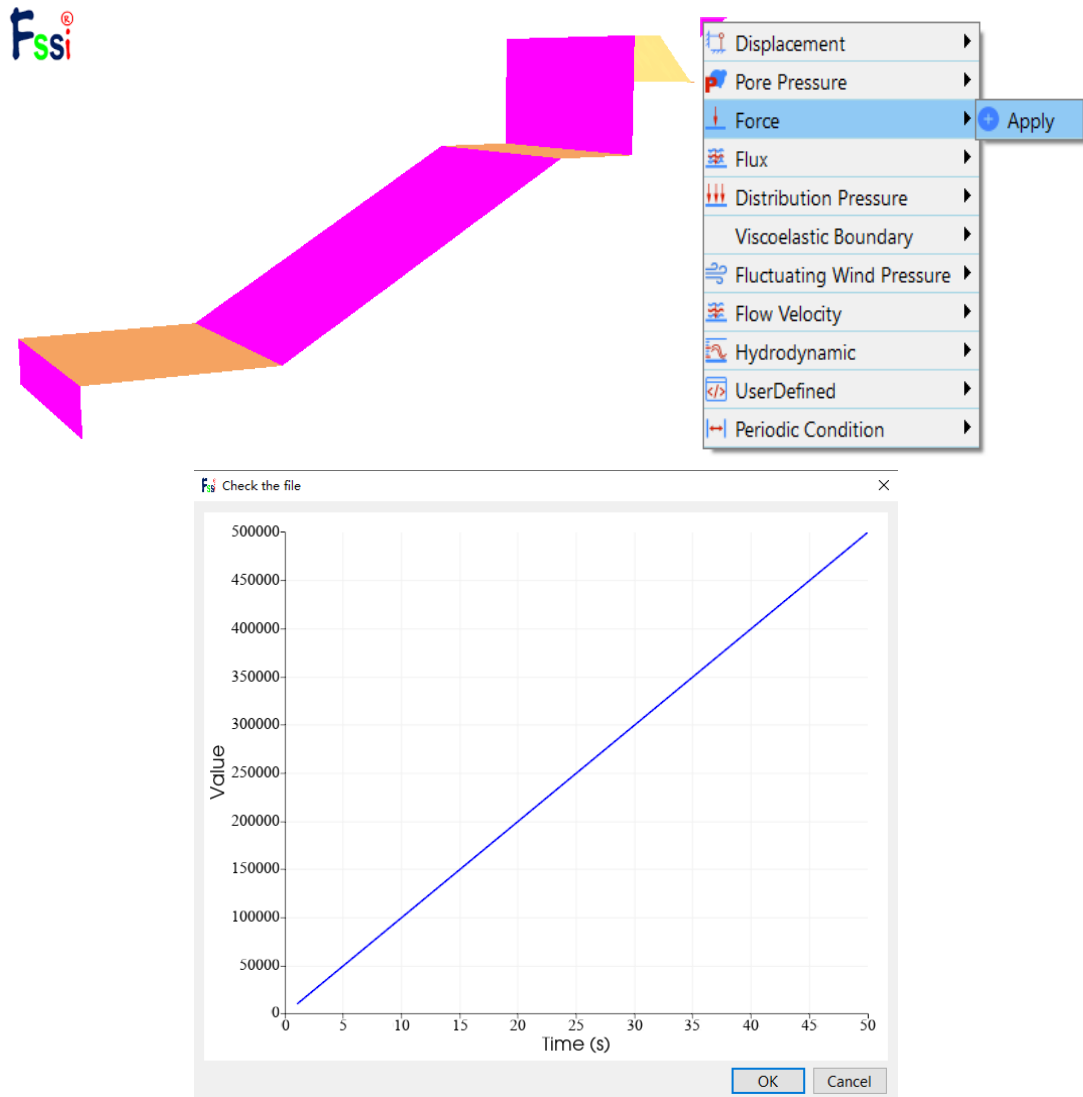 Fssi®
Displacement
P Pore Pressure
Force
Apply
Flux
Distribution Pressure
Viscoelastic Boundary
Fluctuating Wind Pressure
Flow Velocity
Hydrodynamic
</> UserDefined
Periodic Condition
Fssi Check the file
500000
450000
400000
350000
300000
250000
200000
150000
100000
50000
0
Value
0 5 10 15 20 25 30 35 40 45 50
Time (s)
OK Cancel